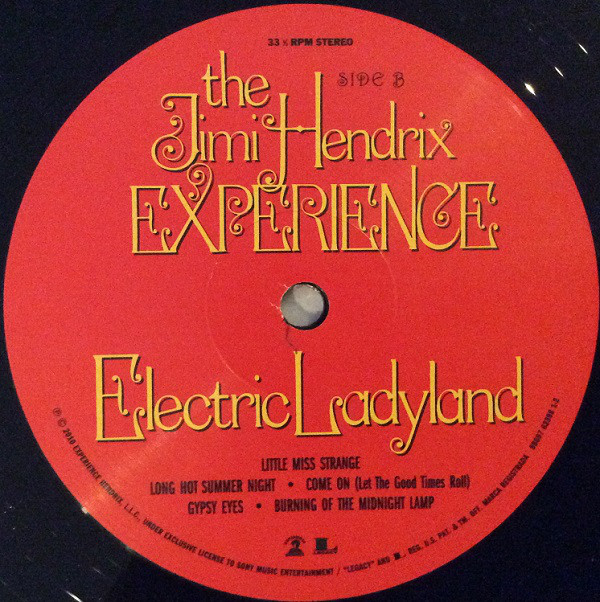 33 ⅓ RPM STEREO
SIDE B
the
Jimi Hendrix
EXPERIENCE
Electric Ladyland
LITTLE MISS STRANGE
LONG HOT SUMMER NIGHT • COME ON (Let The Good Times Roll)
GYPSY EYES • BURNING OF THE MIDNIGHT LAMP
℗ © 2010 EXPERIENCE HENDRIX, L.L.C. UNDER EXCLUSIVE LICENSE TO SONY MUSIC ENTERTAINMENT / "LEGACY" AND L, REG. U.S. PAT. & TM. OFF. MARCA REGISTRADA